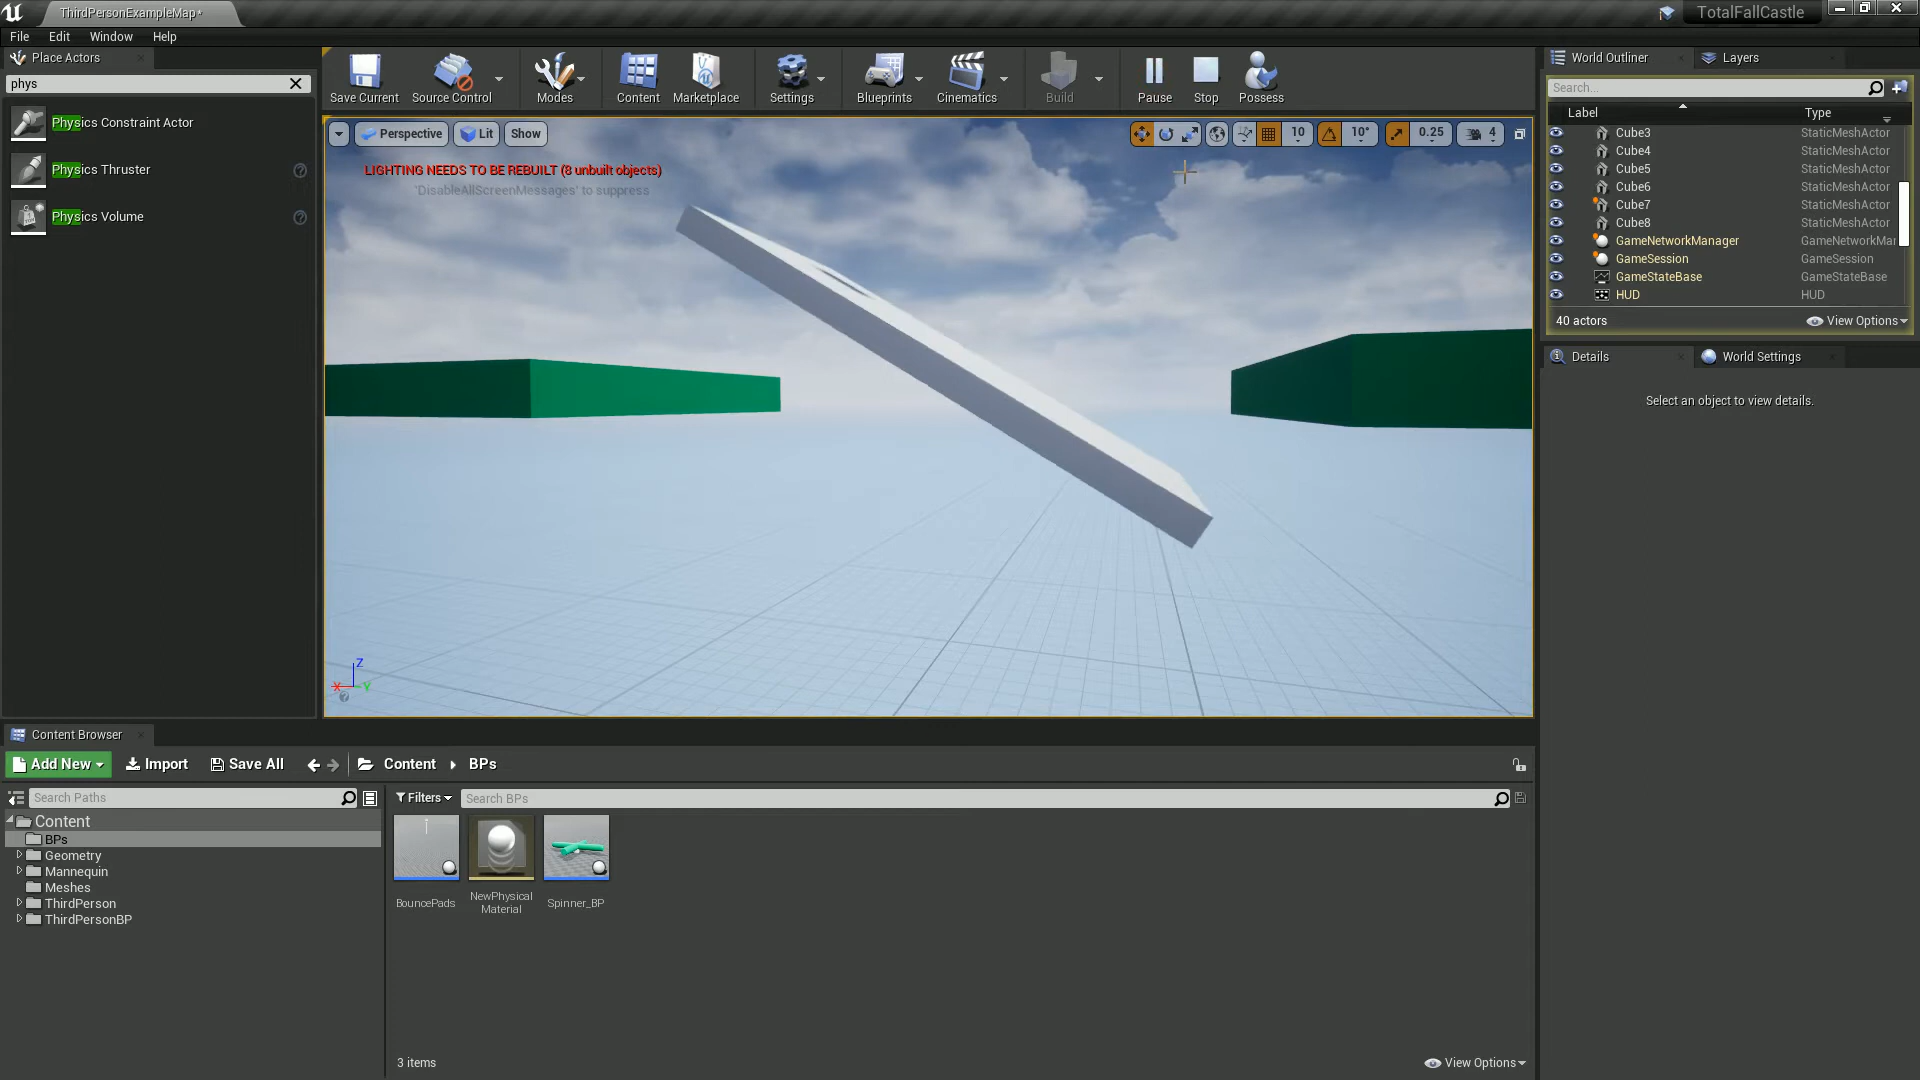 ThirdPersonExampleMap*
TotalFallCastle
File Edit Window Help
Place Actors
phys
Physics Constraint Actor
Physics Thruster
Physics Volume
Save Current
Source Control
Modes
Content
Marketplace
Settings
Blueprints
Cinematics
Build
Pause
Stop
Possess
Perspective
Lit
Show
10
10°
0.25
4
LIGHTING NEEDS TO BE REBUILT (8 unbuilt objects)
'DisableAllScreenMessages' to suppress
Z
X
Y
World Outliner
Layers
Search...
Label Type
Cube3 StaticMeshActor
Cube4 StaticMeshActor
Cube5 StaticMeshActor
Cube6 StaticMeshActor
Cube7 StaticMeshActor
Cube8 StaticMeshActor
GameNetworkManager GameNetworkMar
GameSession GameSession
GameStateBase GameStateBase
HUD HUD
40 actors
View Options
Details
World Settings
Select an object to view details.
Content Browser
Add New
Import
Save All
Content
BPs
Search Paths
Filters
Search BPs
Content
BPs
Geometry
Mannequin
Meshes
ThirdPerson
ThirdPersonBP
BouncePads
NewPhysical
Material
Spinner_BP
3 items
View Options